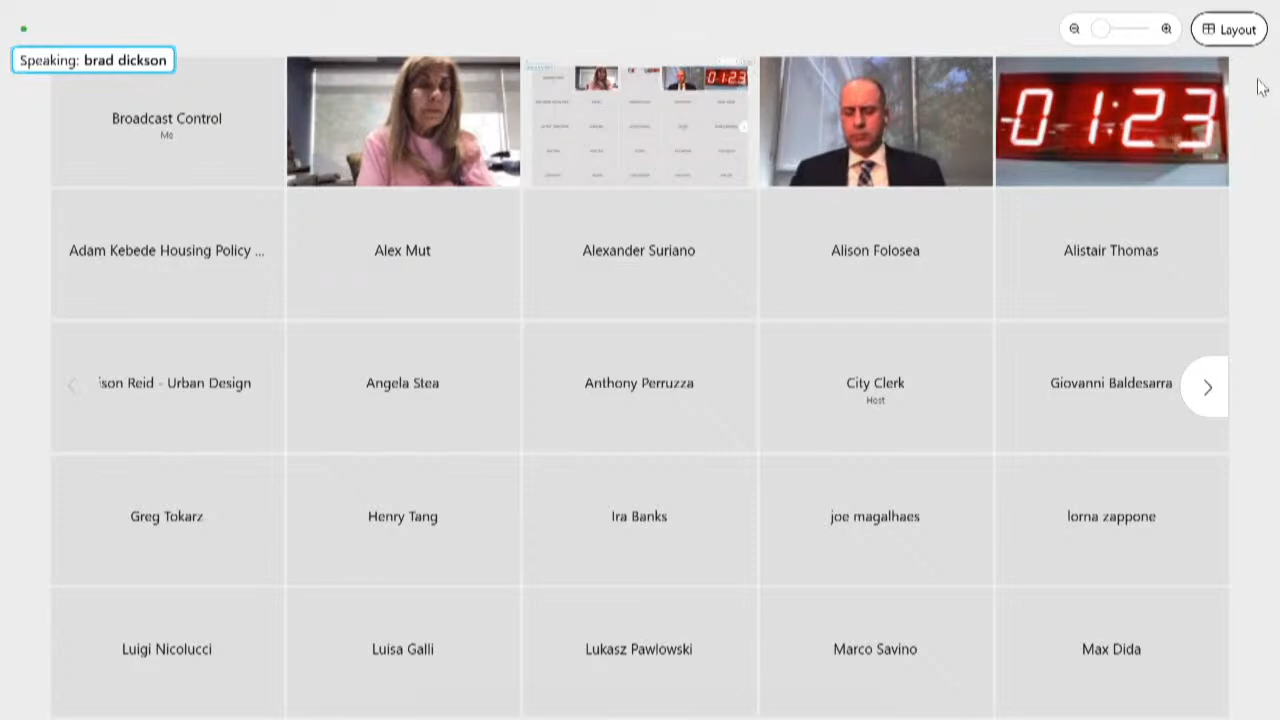 Layout
Speaking: brad dickson
Broadcast Control
Me
01:23
01:23
Adam Kebede Housing Policy ...
Alex Mut
Alexander Suriano
Alison Folosea
Alistair Thomas
ison Reid - Urban Design
Angela Stea
Anthony Perruzza
City Clerk
Host
Giovanni Baldesarra
Greg Tokarz
Henry Tang
Ira Banks
joe magalhaes
lorna zappone
Luigi Nicolucci
Luisa Galli
Lukasz Pawlowski
Marco Savino
Max Dida